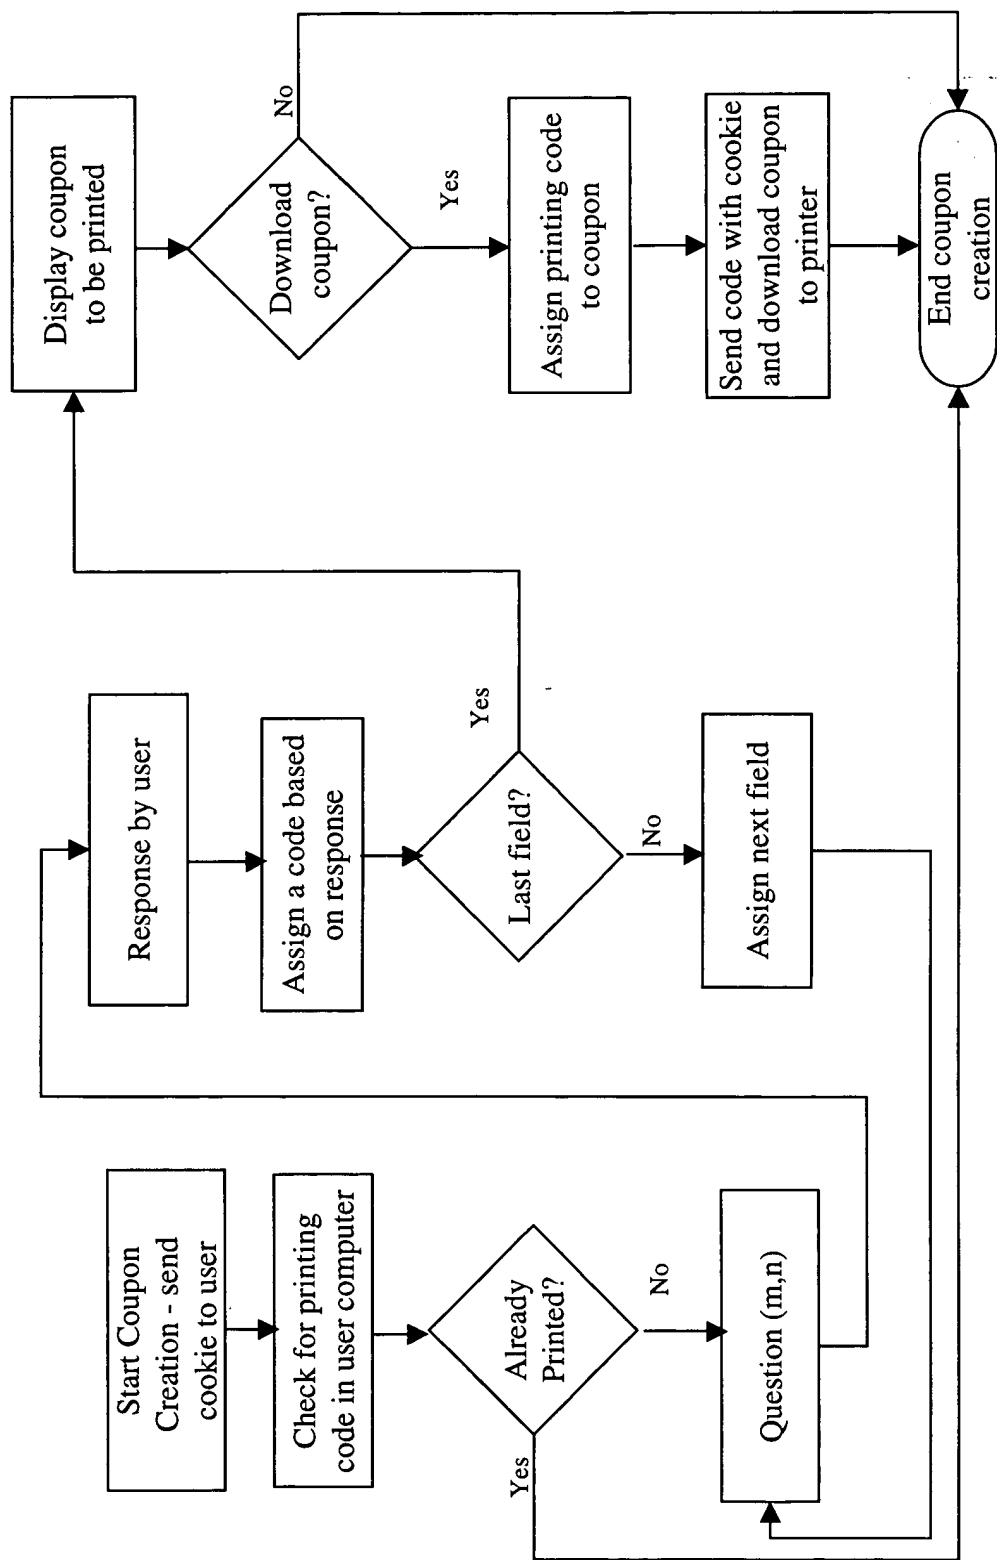 Start Coupon
Creation - send
cookie to user
Check for printing
code in user computer
Already
Printed?
Yes
No
Question (m,n)
Response by user
Assign a code based
on response
Last field?
Yes
No
Assign next field
Display coupon
to be printed
Download
coupon?
No
Yes
Assign printing code
to coupon
Send code with cookie
and download coupon
to printer
End coupon
creation